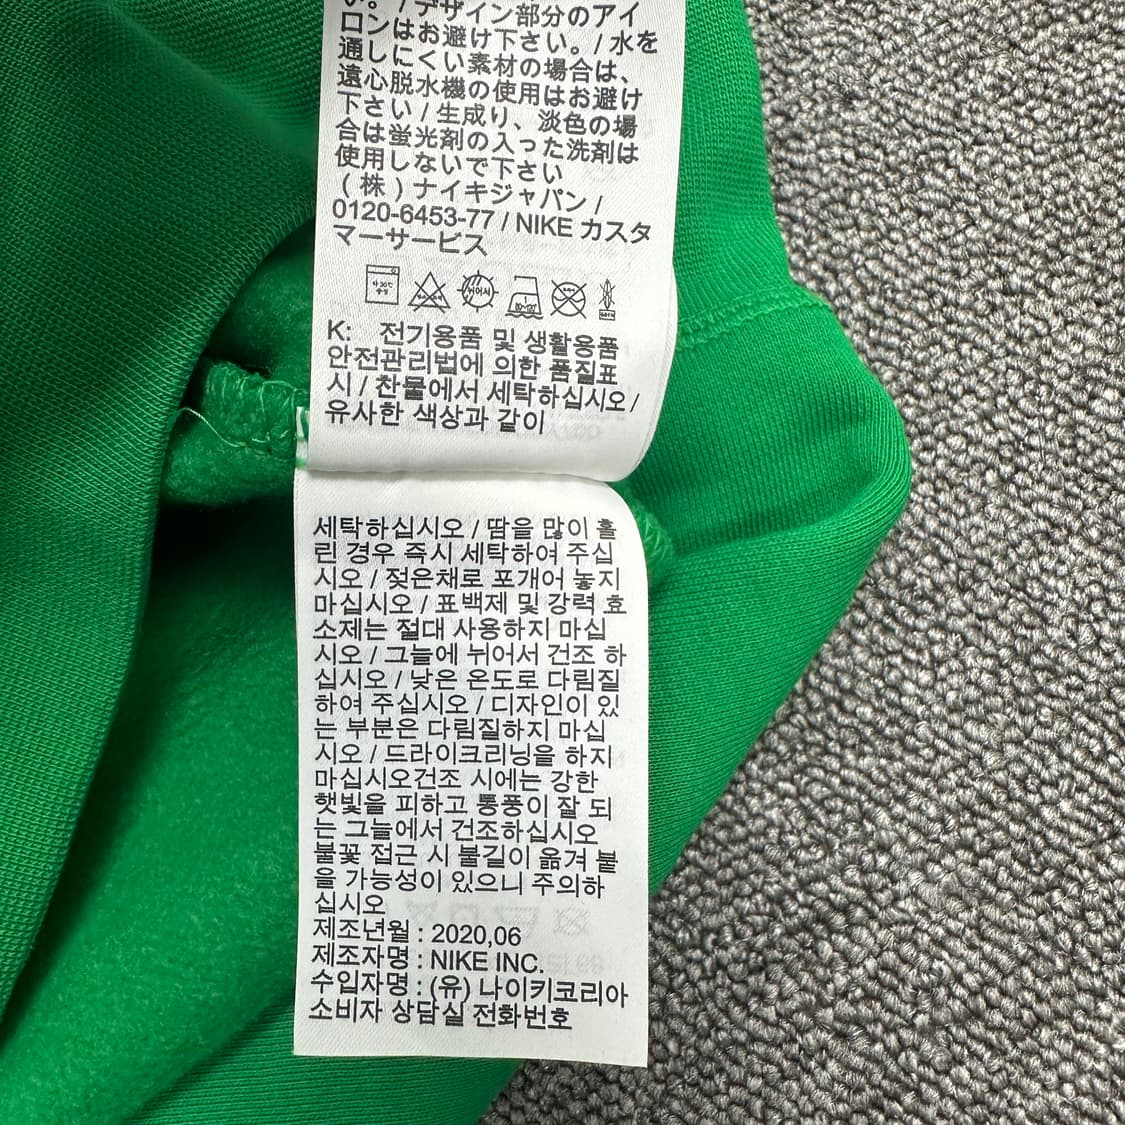 い。/ デザイン部分のアイ
ロンはお避け下さい。/ 水を
通しにくい素材の場合は、
遠心脱水機の使用はお避け
下さい / 生成り、淡色の場
合は蛍光剤の入った洗剤は
使用しないで下さい
( 株 ) ナイキジャパン /
0120-6453-77 / NIKE カスタ
マーサービス
K: 전기용품 및 생활용품
안전관리법에 의한 품질표
시 / 찬물에서 세탁하십시오 /
유사한 색상과 같이
세탁하십시오 / 땀을 많이 흘
린 경우 즉시 세탁하여 주십
시오 / 젖은채로 포개어 놓지
마십시오 / 표백제 및 강력 효
소제는 절대 사용하지 마십
시오 / 그늘에 뉘어서 건조 하
십시오 / 낮은 온도로 다림질
하여 주십시오 / 디자인이 있
는 부분은 다림질하지 마십
시오 / 드라이크리닝을 하지
마십시오건조 시에는 강한
햇빛을 피하고 통풍이 잘 되
는 그늘에서 건조하십시오
불꽃 접근 시 불길이 옮겨 붙
을 가능성이 있으니 주의하
십시오
제조년월 : 2020,06
제조자명 : NIKE INC.
수입자명 : (유) 나이키코리아
소비자 상담실 전화번호